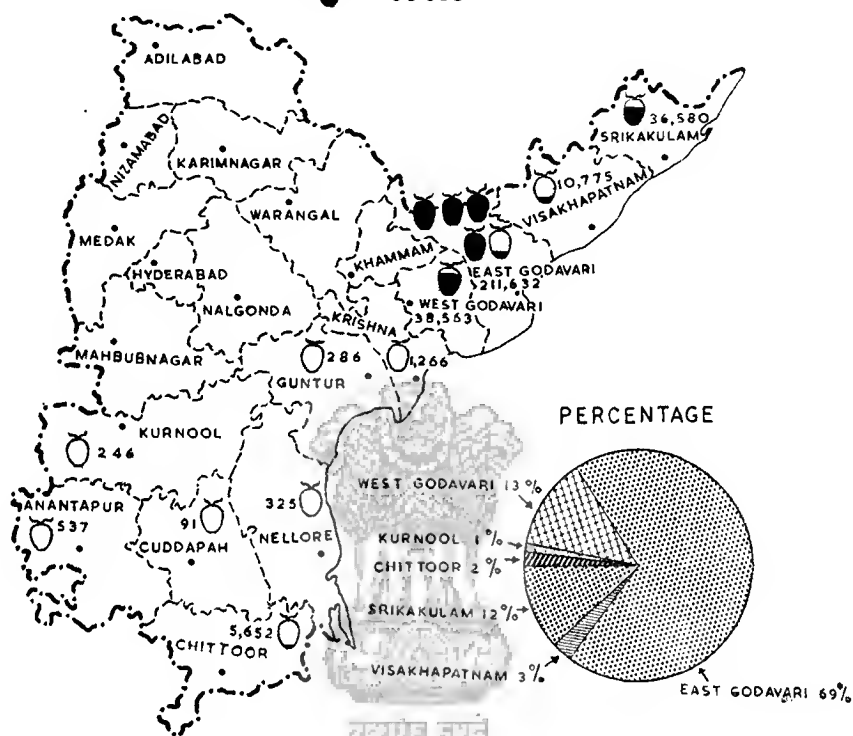 ADILABAD
NIZAMABAD
KARIMNAGAR
36,580
SRIKAKULAM
10,775
VISAKHAPATNAM
WARANGAL
MEDAK
KHAMMAM
HYDERABAD
EAST GODAVARI
211,632
NALGONDA
WEST GODAVARI
38,563
KRISHNA
MAHBUBNAGAR
286
1,266
GUNTUR
KURNOOL
246
ANANTAPUR
537
91
CUDDAPAH
325
NELLORE
5,652
CHITTOOR
PERCENTAGE
WEST GODAVARI 13%
KURNOOL 1%
CHITTOOR 2%
SRIKAKULAM 12%
VISAKHAPATNAM 3%
EAST GODAVARI 69%